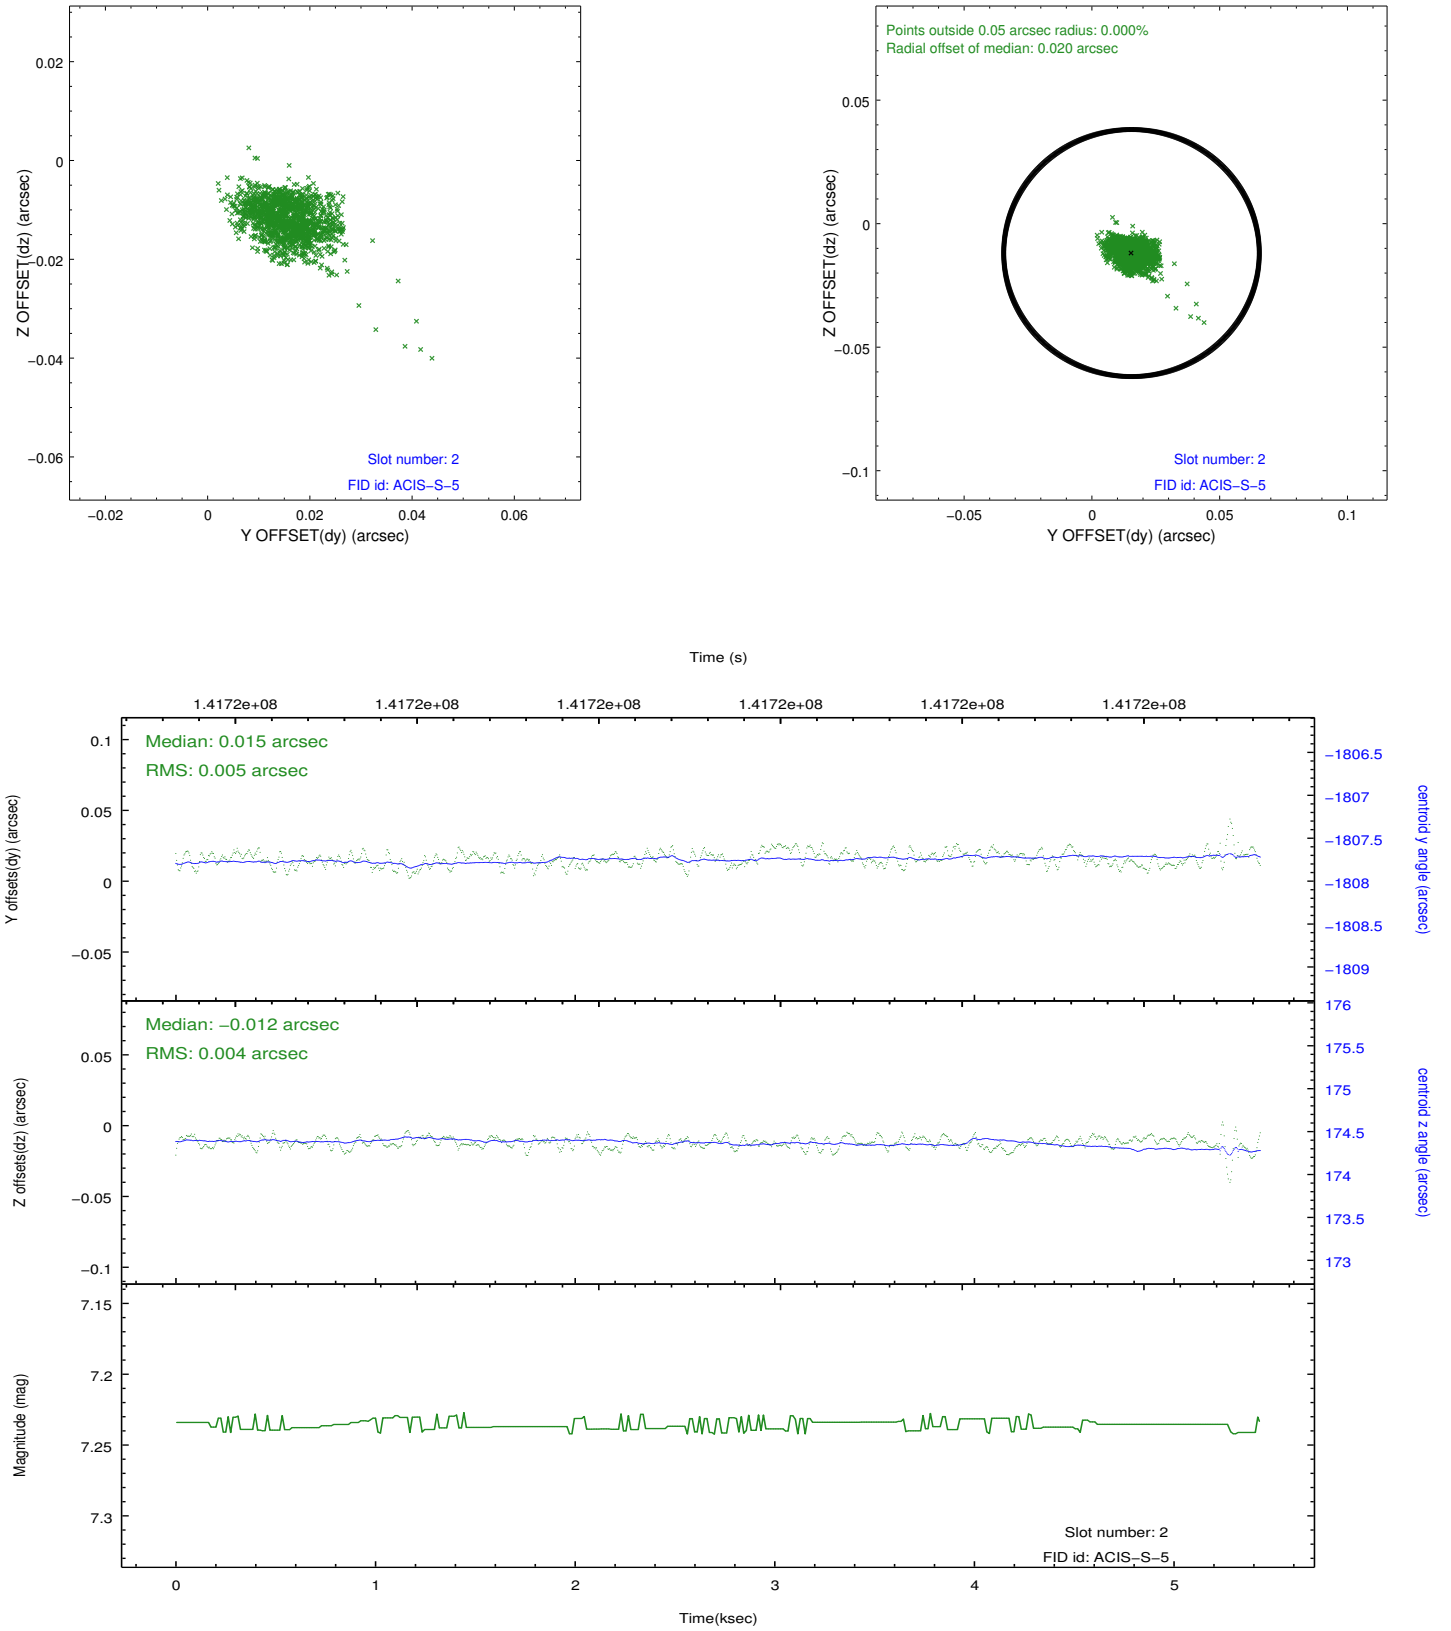 0.02
0
−0.02
−0.04
−0.06
Z OFFSET(dz) (arcsec)
Slot number: 2
FID id: ACIS−S−5
−0.02 0 0.02 0.04 0.06
Y OFFSET(dy) (arcsec)
Points outside 0.05 arcsec radius: 0.000%
Radial offset of median: 0.020 arcsec
0.05
0
−0.05
−0.1
Z OFFSET(dz) (arcsec)
Slot number: 2
FID id: ACIS−S−5
−0.05 0 0.05 0.1
Y OFFSET(dy) (arcsec)
Time (s)
1.4172e+08 1.4172e+08 1.4172e+08 1.4172e+08 1.4172e+08 1.4172e+08
Median: 0.015 arcsec
RMS: 0.005 arcsec
0.1
0.05
0
−0.05
Y offsets(dy) (arcsec)
−1806.5
−1807
−1807.5
−1808
−1808.5
−1809
centroid y angle (arcsec)
Median: −0.012 arcsec
RMS: 0.004 arcsec
0.05
0
−0.05
−0.1
Z offsets(dz) (arcsec)
176
175.5
175
174.5
174
173.5
173
centroid z angle (arcsec)
7.15
7.2
7.25
7.3
Magnitude (mag)
Slot number: 2
FID id: ACIS−S−5
0 1 2 3 4 5
Time(ksec)